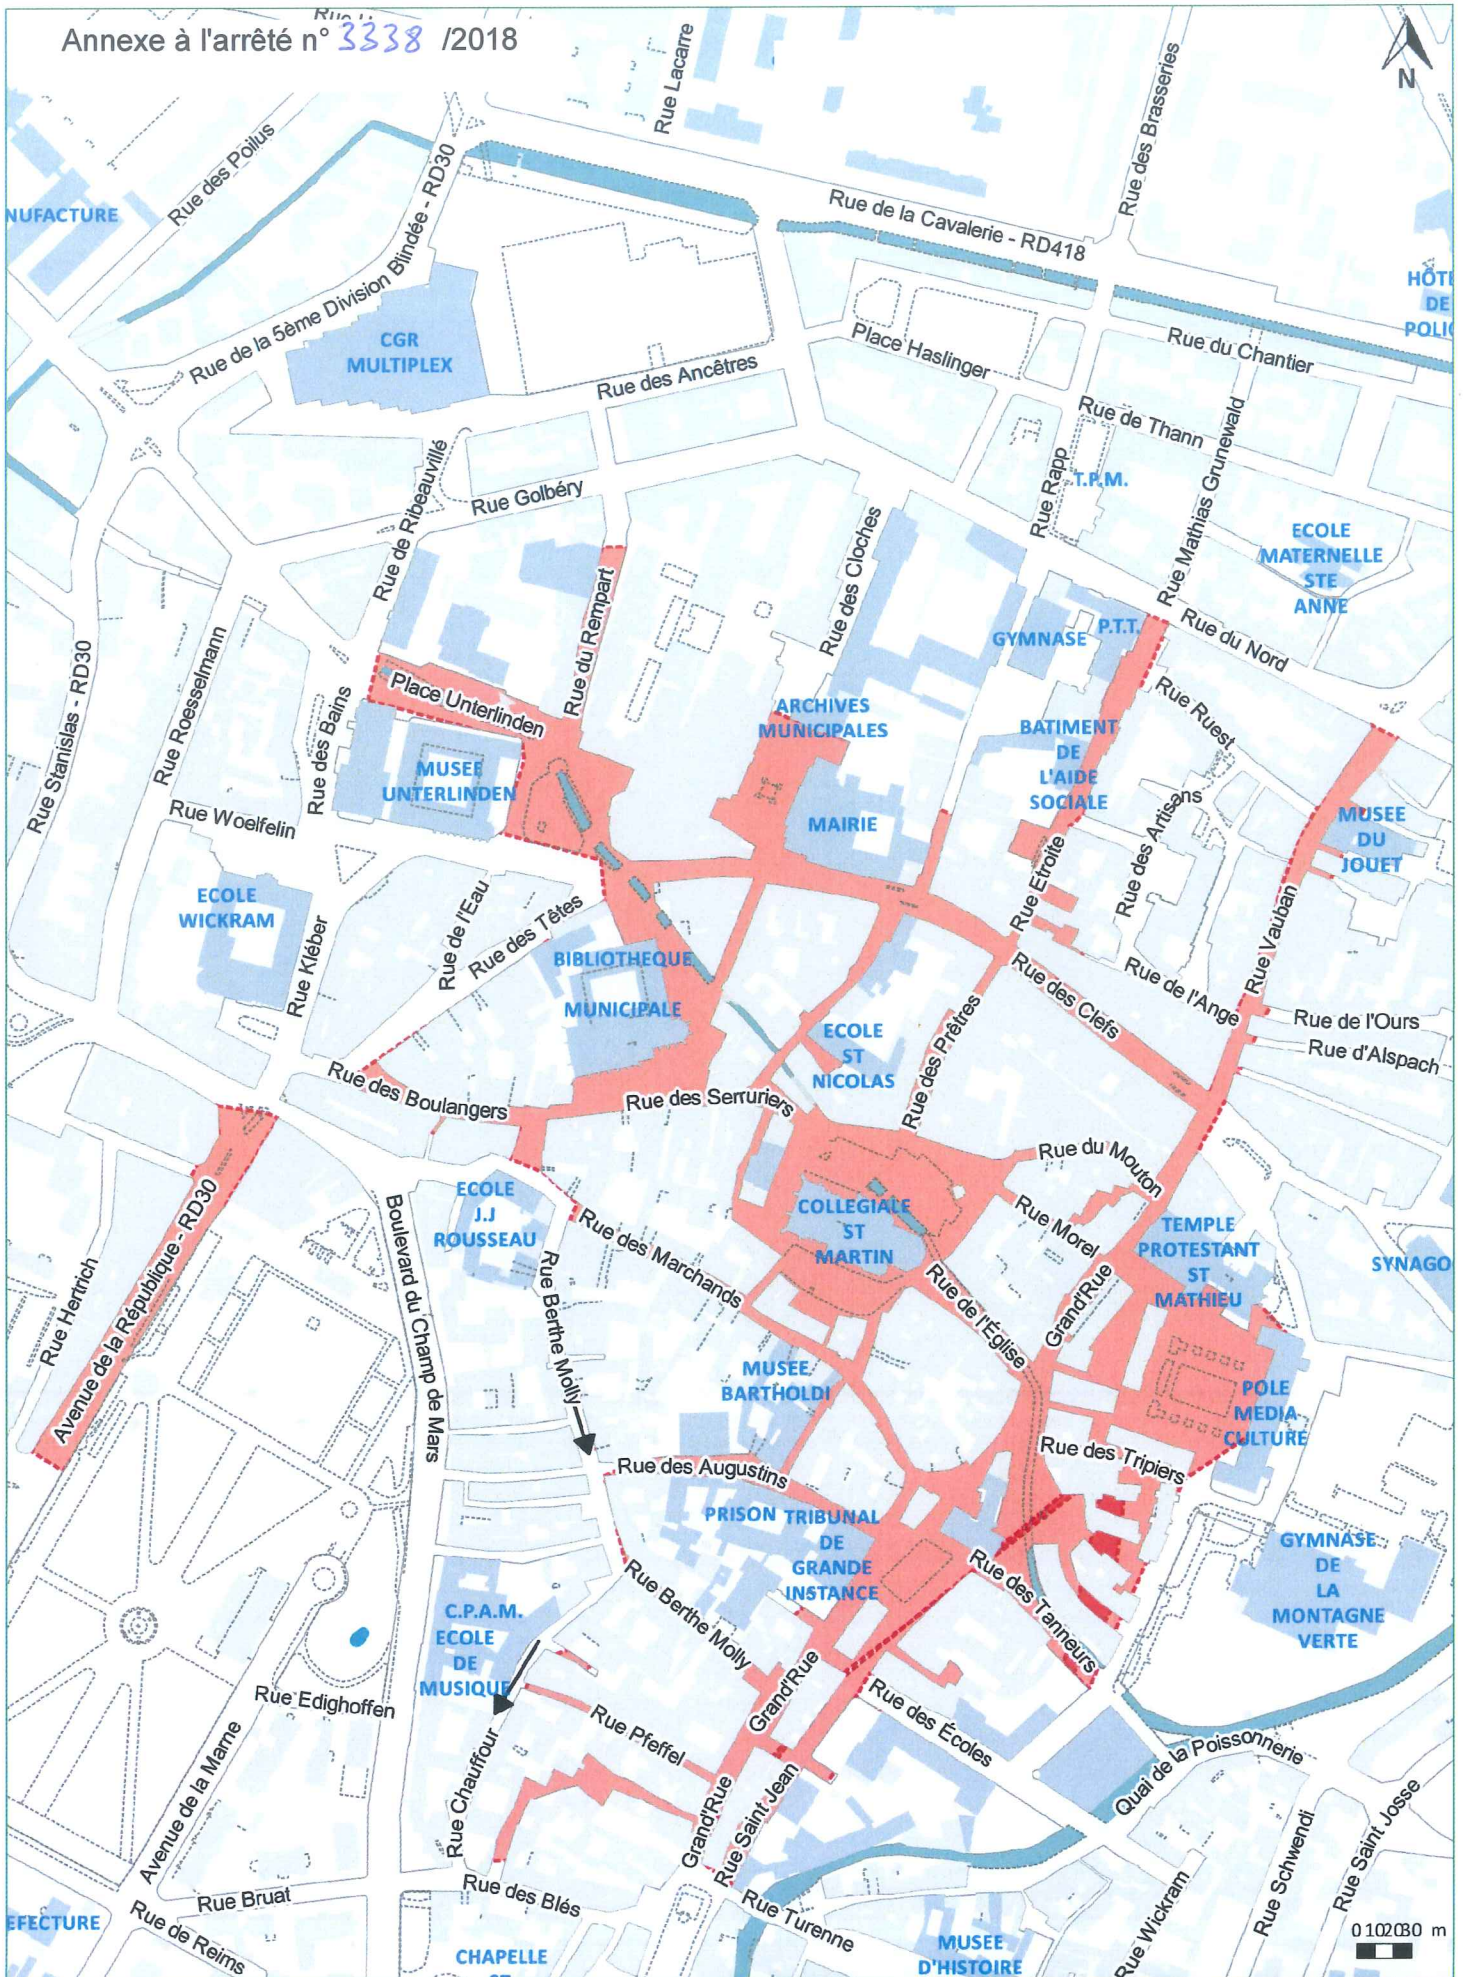 Annexe à l'arrêté n° 3338 /2018
N
Rue Lacarre
Rue des Brasseries
Rue des Poilus
NUFACTURE
Rue de la 5ème Division Blindée - RD30
Rue de la Cavalerie - RD418
HÔTE
DE
POLIC
CGR
MULTIPLEX
Place Haslinger
Rue du Chantier
Rue des Ancêtres
Rue de Thann
Rue Mathias Grunewald
Rue Rapp
T.P.M.
Rue Golbéry
Rue de Ribeauvillé
Rue des Cloches
ECOLE
MATERNELLE
STE
ANNE
Rue du Rempart
GYMNASE
P.T.T.
Rue du Nord
Rue Stanislas - RD30
Rue Roesselmann
Rue des Bains
Place Unterlinden
Rue Ruest
ARCHIVES
MUNICIPALES
BATIMENT
DE
L'AIDE
SOCIALE
MUSEE
UNTERLINDEN
Rue Woelfelin
MAIRIE
Rue des Artisans
MUSEE
DU
JOUET
ECOLE
WICKRAM
Rue Kléber
Rue de l'Eau
Rue des Têtes
Rue Etroite
Rue Vauban
BIBLIOTHEQUE
MUNICIPALE
Rue des Clefs
Rue de l'Ange
Rue de l'Ours
Rue d'Alspach
ECOLE
ST
NICOLAS
Rue des Prêtres
Rue des Boulangers
Rue des Serruriers
Rue du Mouton
ECOLE
J.J
ROUSSEAU
COLLEGIALE
ST
MARTIN
Rue Morel
TEMPLE
PROTESTANT
ST
MATHIEU
SYNAGO
Rue Hertrich
Avenue de la République - RD30
Boulevard du Champ de Mars
Rue Berthe Molly
Rue des Marchands
Rue de l'Église
Grand'Rue
MUSEE
BARTHOLDI
POLE
MEDIA
CULTURE
Rue des Tripiers
Rue des Augustins
PRISON
TRIBUNAL
DE
GRANDE
INSTANCE
Rue des Tanneurs
GYMNASE
DE
LA
MONTAGNE
VERTE
C.P.A.M.
ECOLE
DE
MUSIQUE
Rue Berthe Molly
Grand'Rue
Rue Edighoffen
Rue Pfeffel
Rue des Écoles
Quai de la Poissonnerie
Avenue de la Marne
Rue Chauffour
Grand'Rue
Rue Saint Jean
Rue Schwendi
Rue Saint Josse
Rue Bruat
Rue des Blés
Rue Turenne
Rue Wickram
EFECTURE
Rue de Reims
CHAPELLE
MUSEE
D'HISTOIRE
0 10 20 30 m